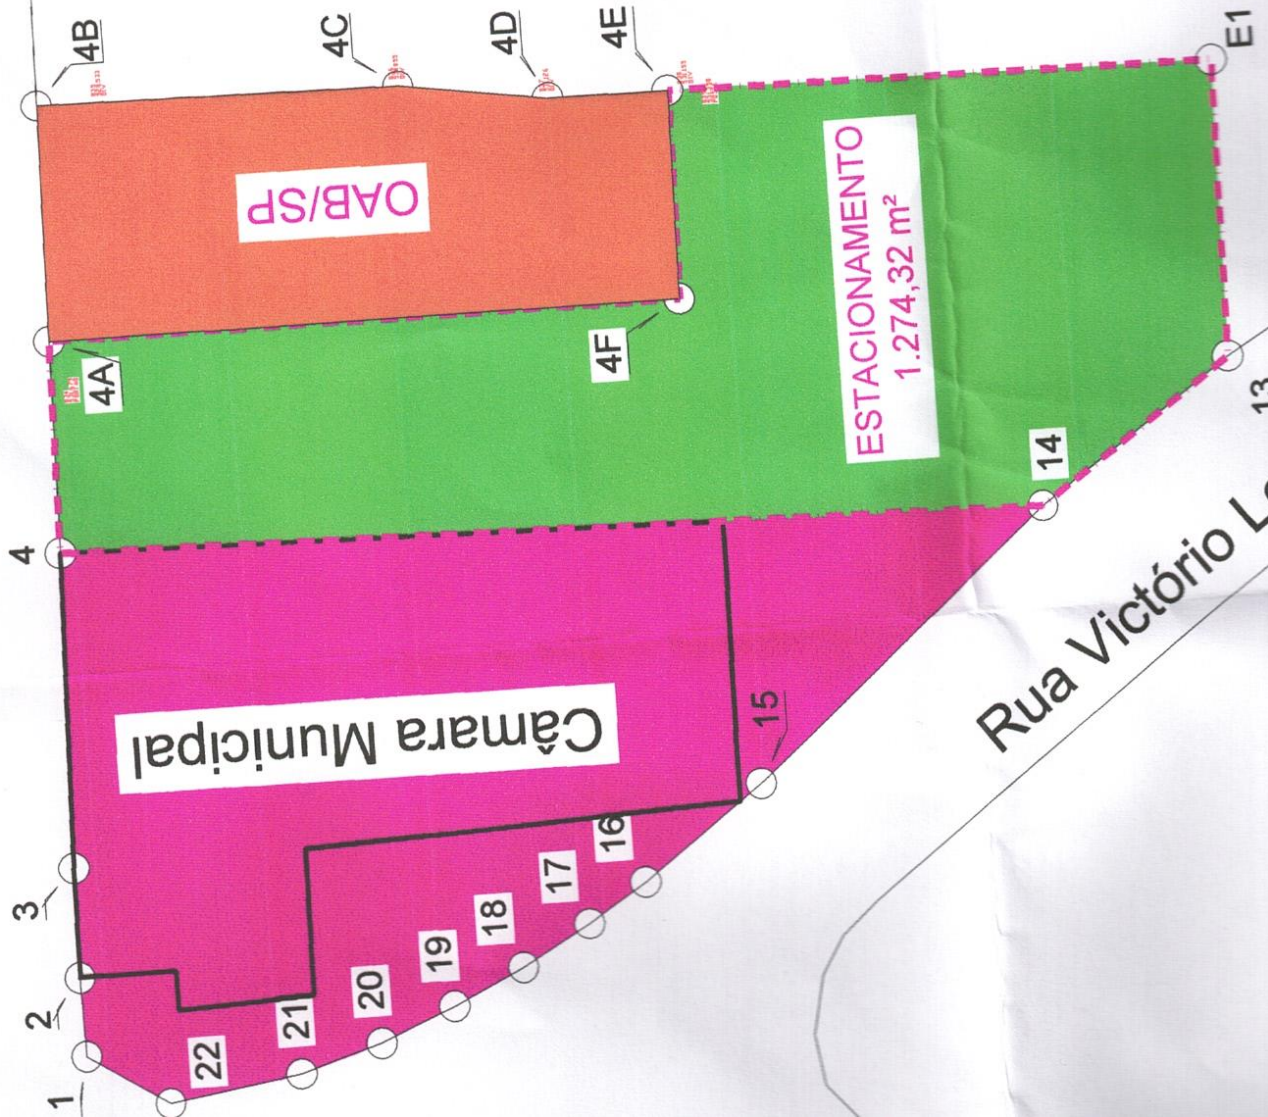 4B
4C
4D
4E
E1
OAB/SP
4A
4F
ESTACIONAMENTO
1.274,32 m²
4
14
13
Câmara Municipal
15
Rua Victório
3
2
1
16
17
18
19
20
21
22